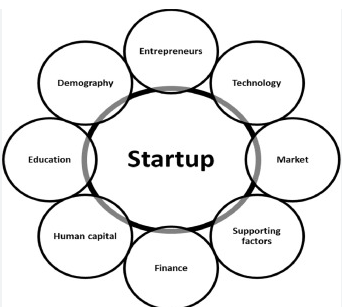 Entrepreneurs
Demography
Technology
Education
Startup
Market
Human capital
Supporting
factors
Finance